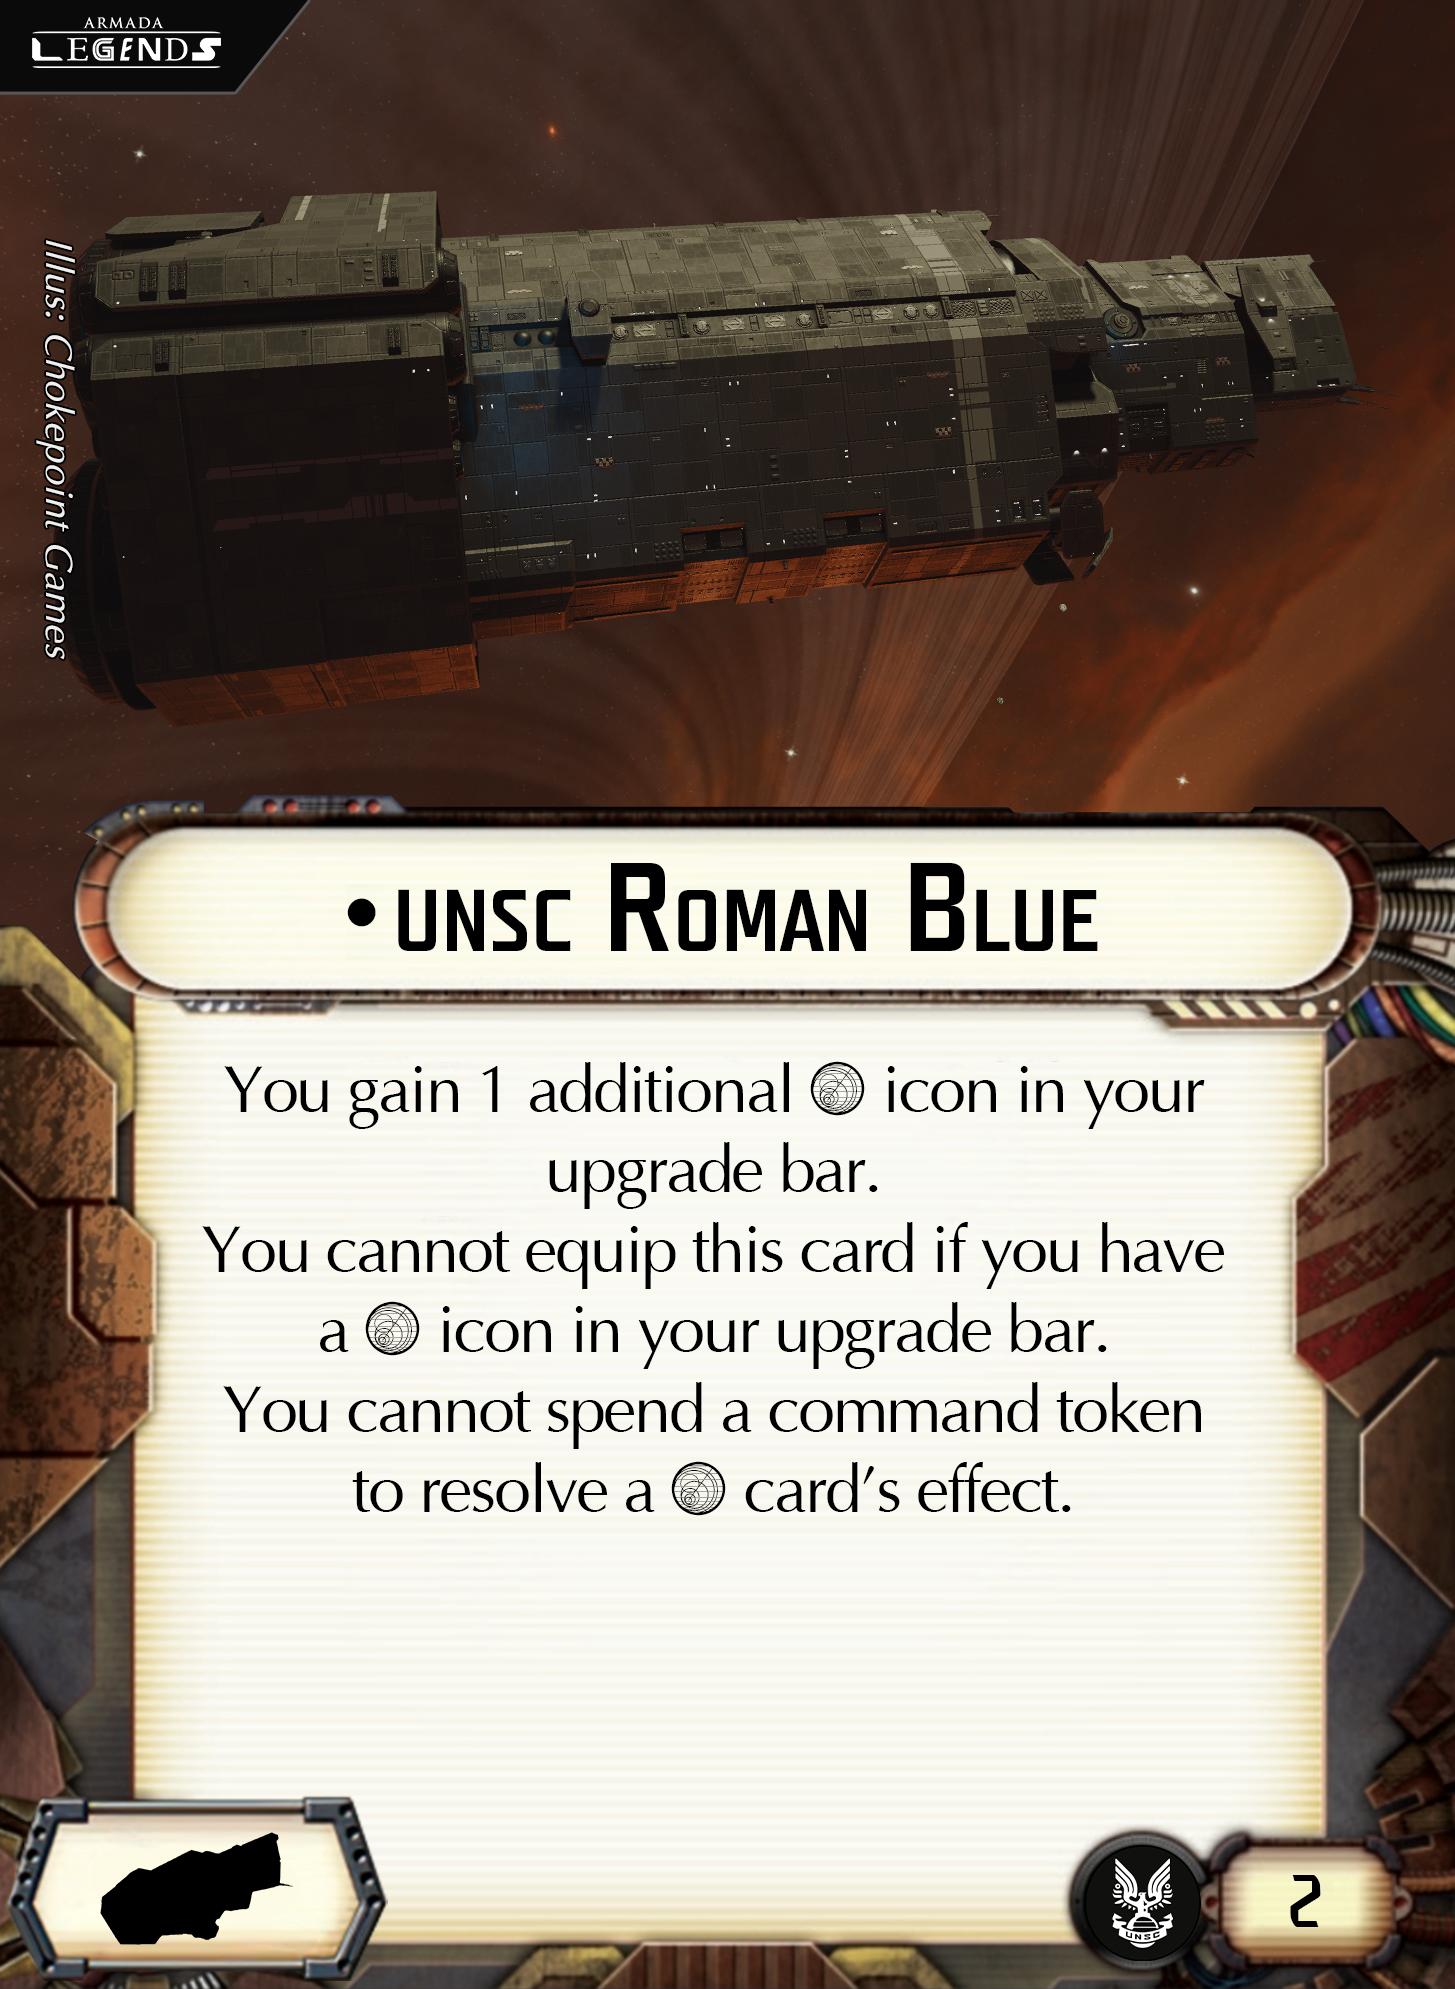 ARMADA
LEGENDS
Illus: Chokepoint Games
•UNSC ROMAN BLUE
You gain 1 additional icon in your
upgrade bar.
You cannot equip this card if you have
a icon in your upgrade bar.
You cannot spend a command token
to resolve a card’s effect.
UNSC
2